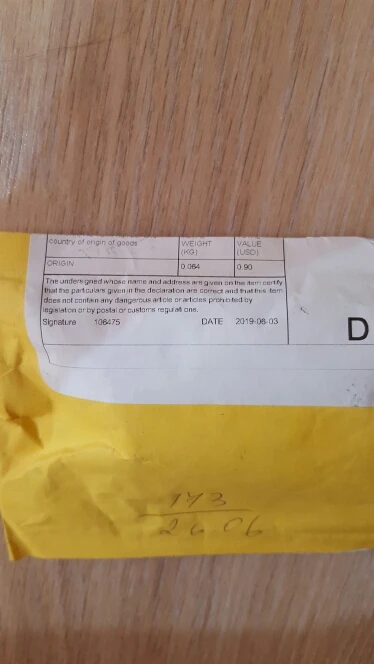 country of origin of goods WEIGHT (KG) VALUE (USD)
ORIGIN 0.064 0.90
The undersigned whose name and address are given on the item certify
that the particulars given in the declaration are correct and that this item
does not contain any dangerous article or articles prohibited by
legislation or by postal or customs regulations.
Signature 106475 DATE 2019-06-03
D
173
26.06